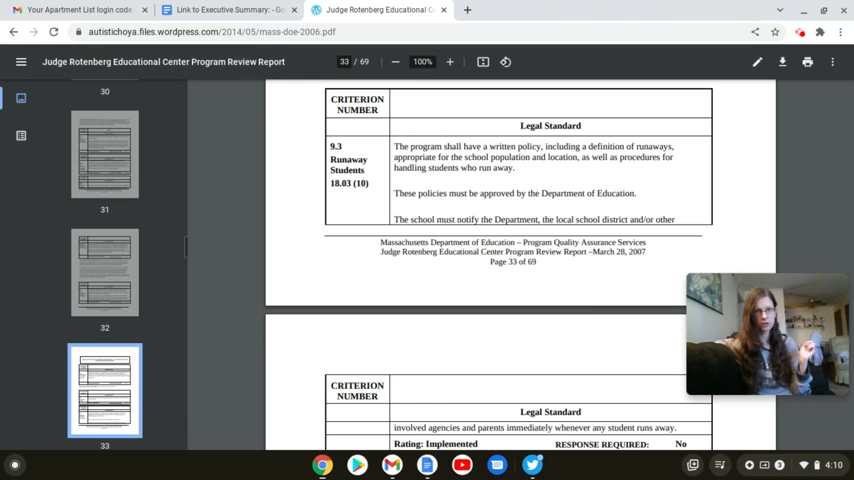 Your Apartment List login code -
Link to Executive Summary: - Go
Judge Rotenberg Educational C
autistichoya.files.wordpress.com/2014/05/mass-doe-2006.pdf
Judge Rotenberg Educational Center Program Review Report
33 / 69
100%
30
31
32
33
CRITERION
NUMBER
Legal Standard
9.3
Runaway
Students
18.03 (10)
The program shall have a written policy, including a definition of runaways,
appropriate for the school population and location, as well as procedures for
handling students who run away.
These policies must be approved by the Department of Education.
The school must notify the Department, the local school district and/or other
Massachusetts Department of Education – Program Quality Assurance Services
Judge Rotenberg Educational Center Program Review Report –March 28, 2007
Page 33 of 69
CRITERION
NUMBER
Legal Standard
involved agencies and parents immediately whenever any student runs away.
Rating: Implemented RESPONSE REQUIRED: No
3
4:10